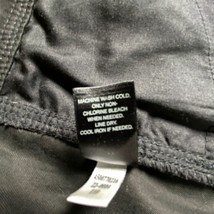 MACHINE WASH COLD.
ONLY NON-
CHLORINE BLEACH
WHEN NEEDED.
LINE DRY.
COOL IRON IF NEEDED.